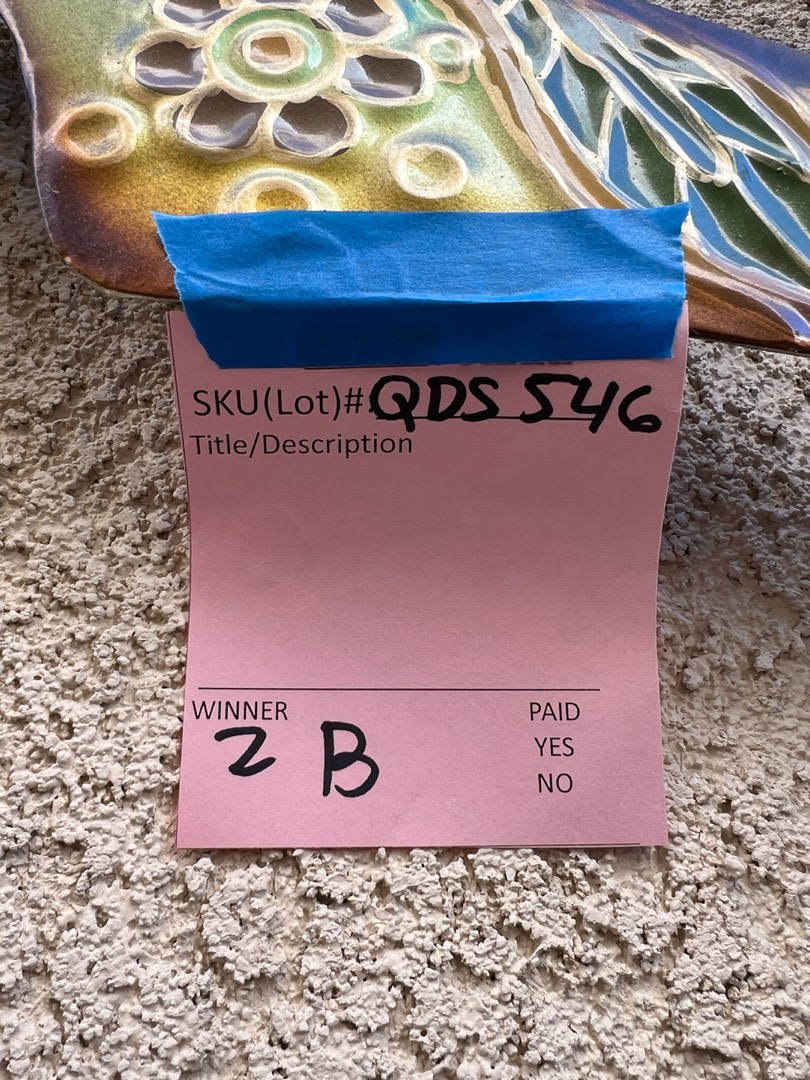 SKU(Lot)# QDS 546
Title/Description
WINNER PAID
2 B YES
NO